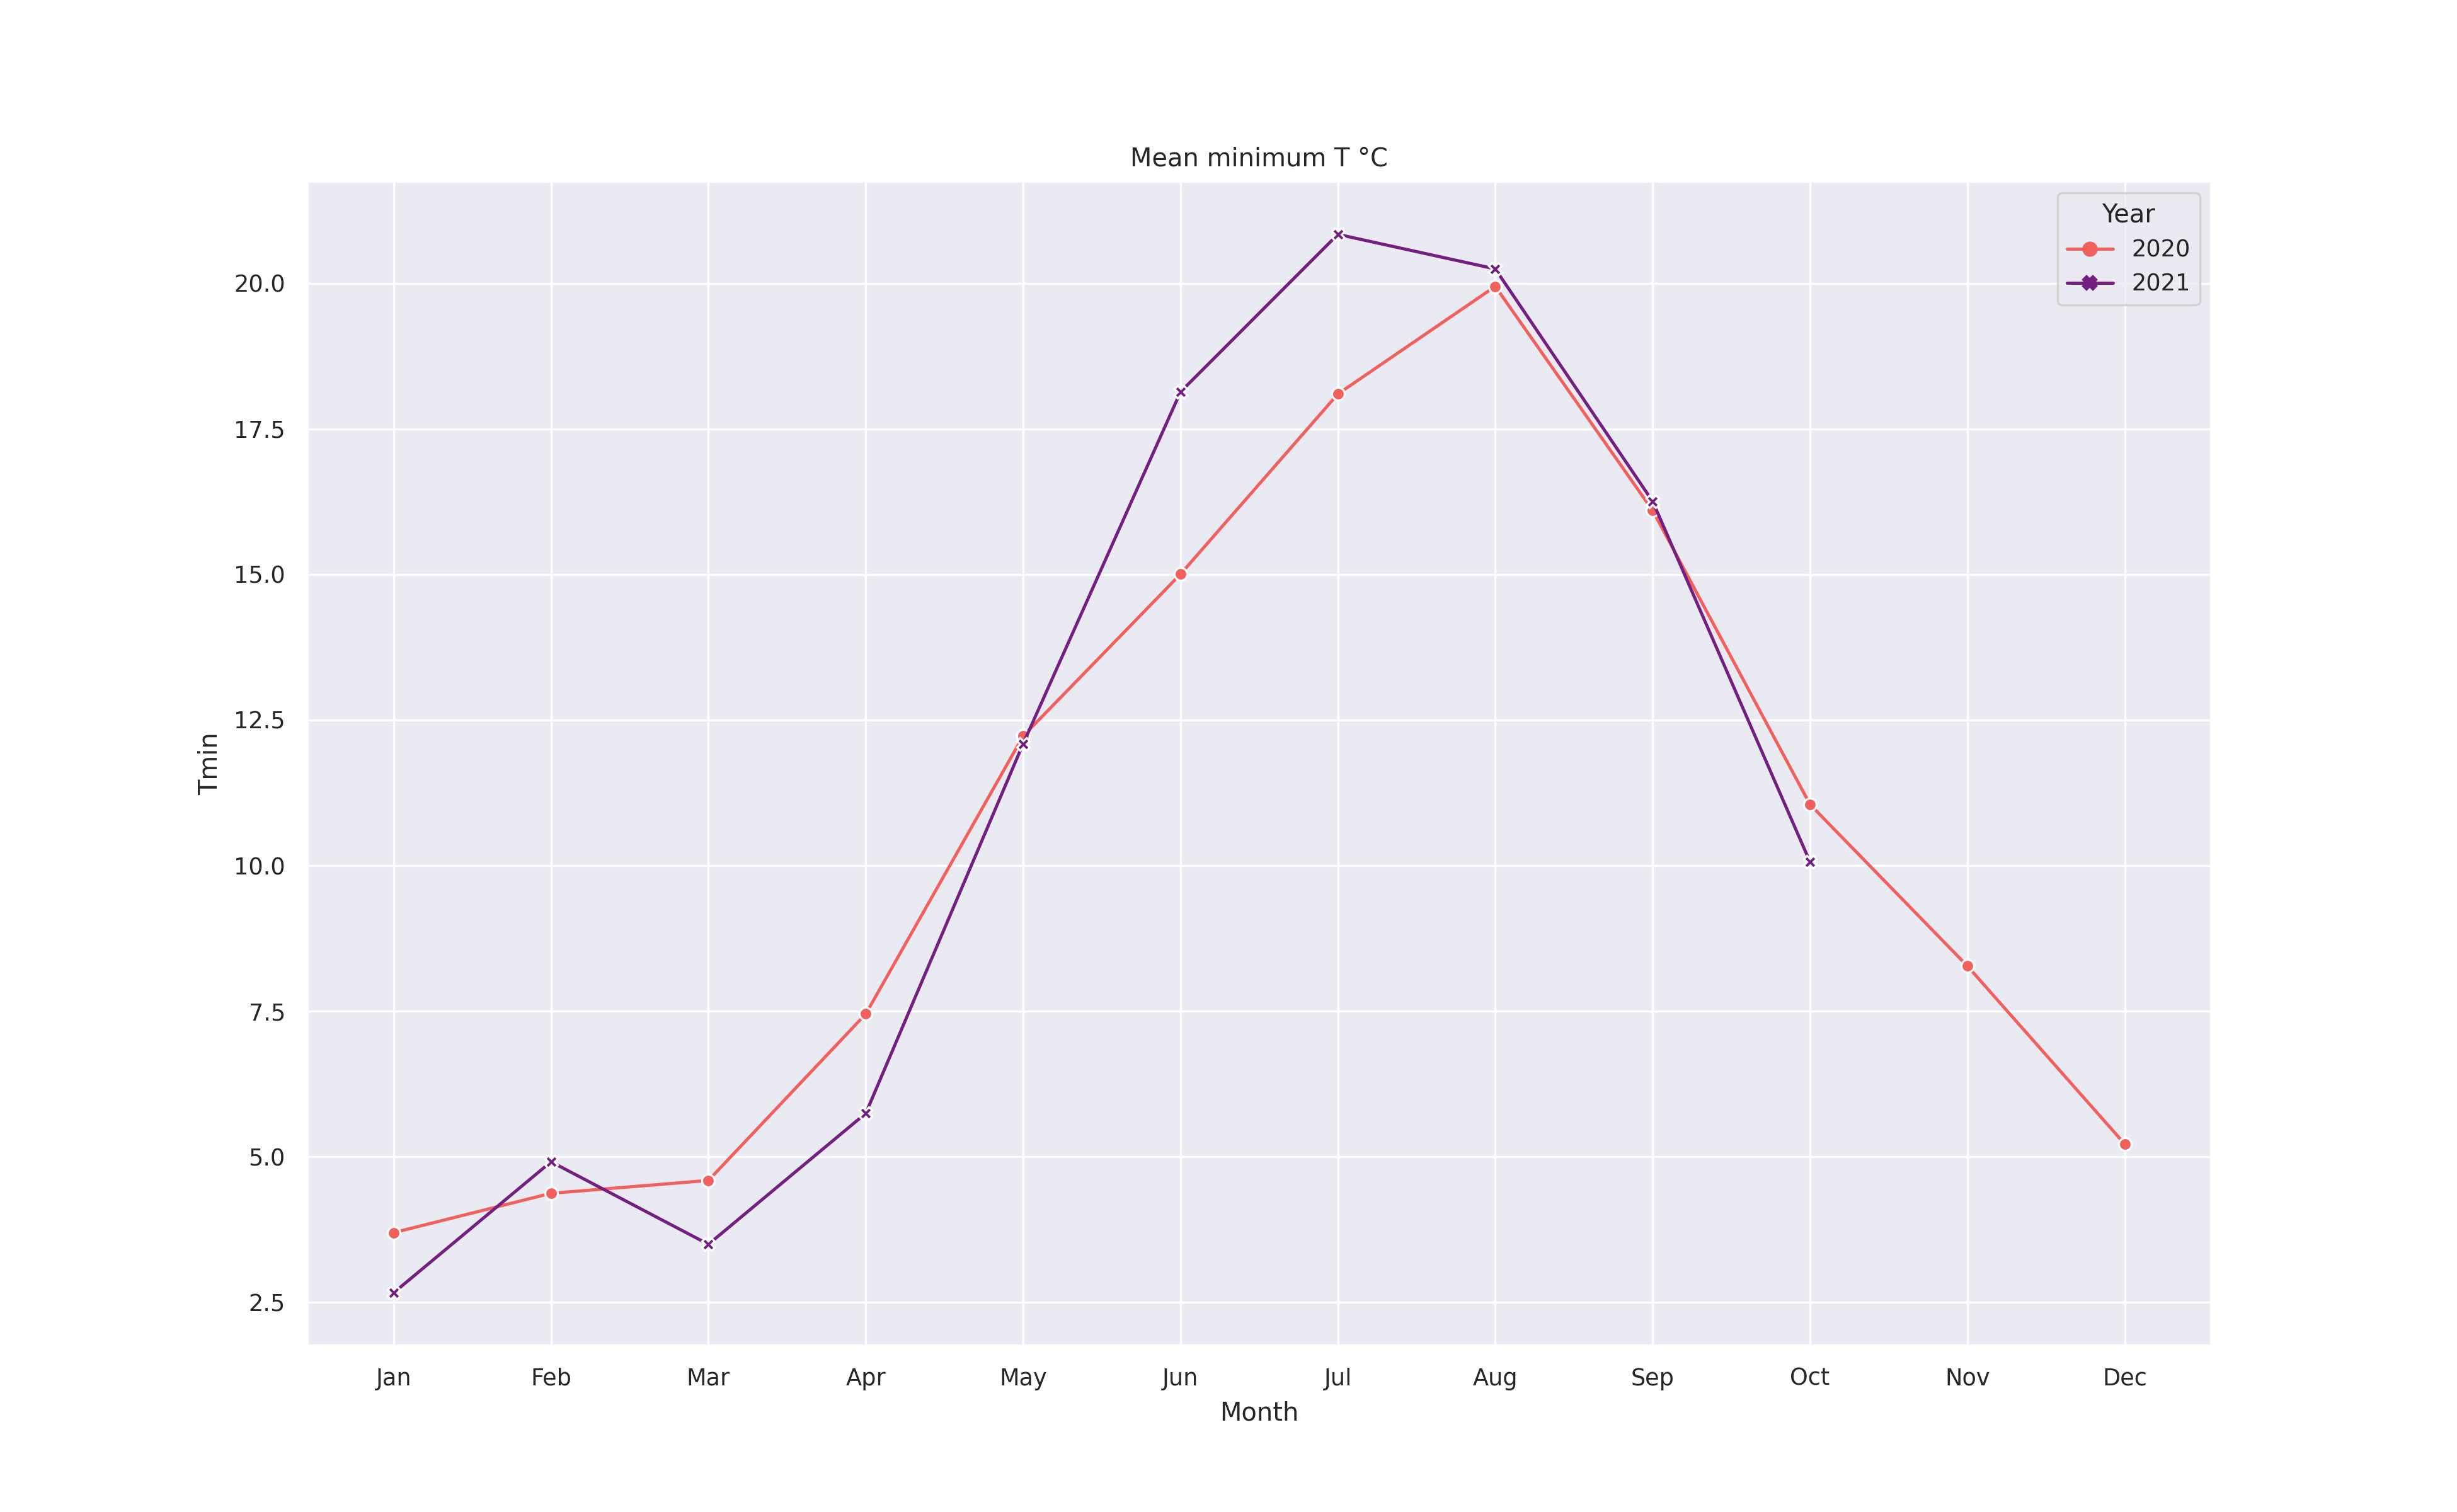 Mean minimum T °C
Year
2020
2021
20.0
17.5
15.0
12.5
10.0
7.5
5.0
2.5
Tmin
Jan Feb Mar Apr May Jun Jul Aug Sep Oct Nov Dec
Month